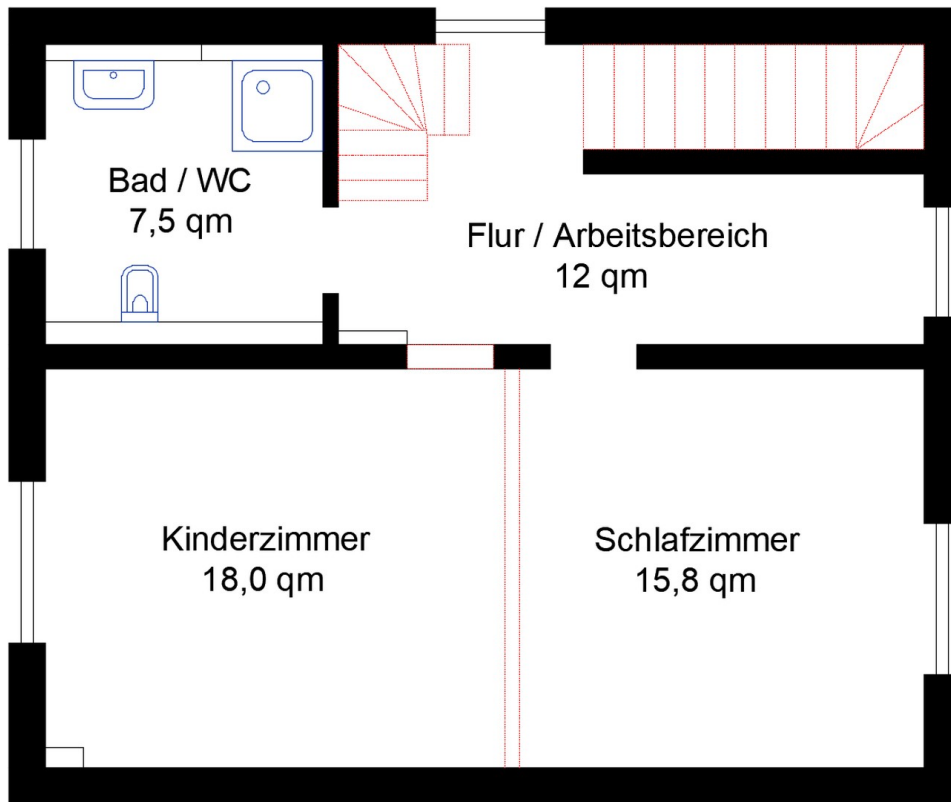 Bad / WC
7,5 qm
Flur / Arbeitsbereich
12 qm
Kinderzimmer
18,0 qm
Schlafzimmer
15,8 qm